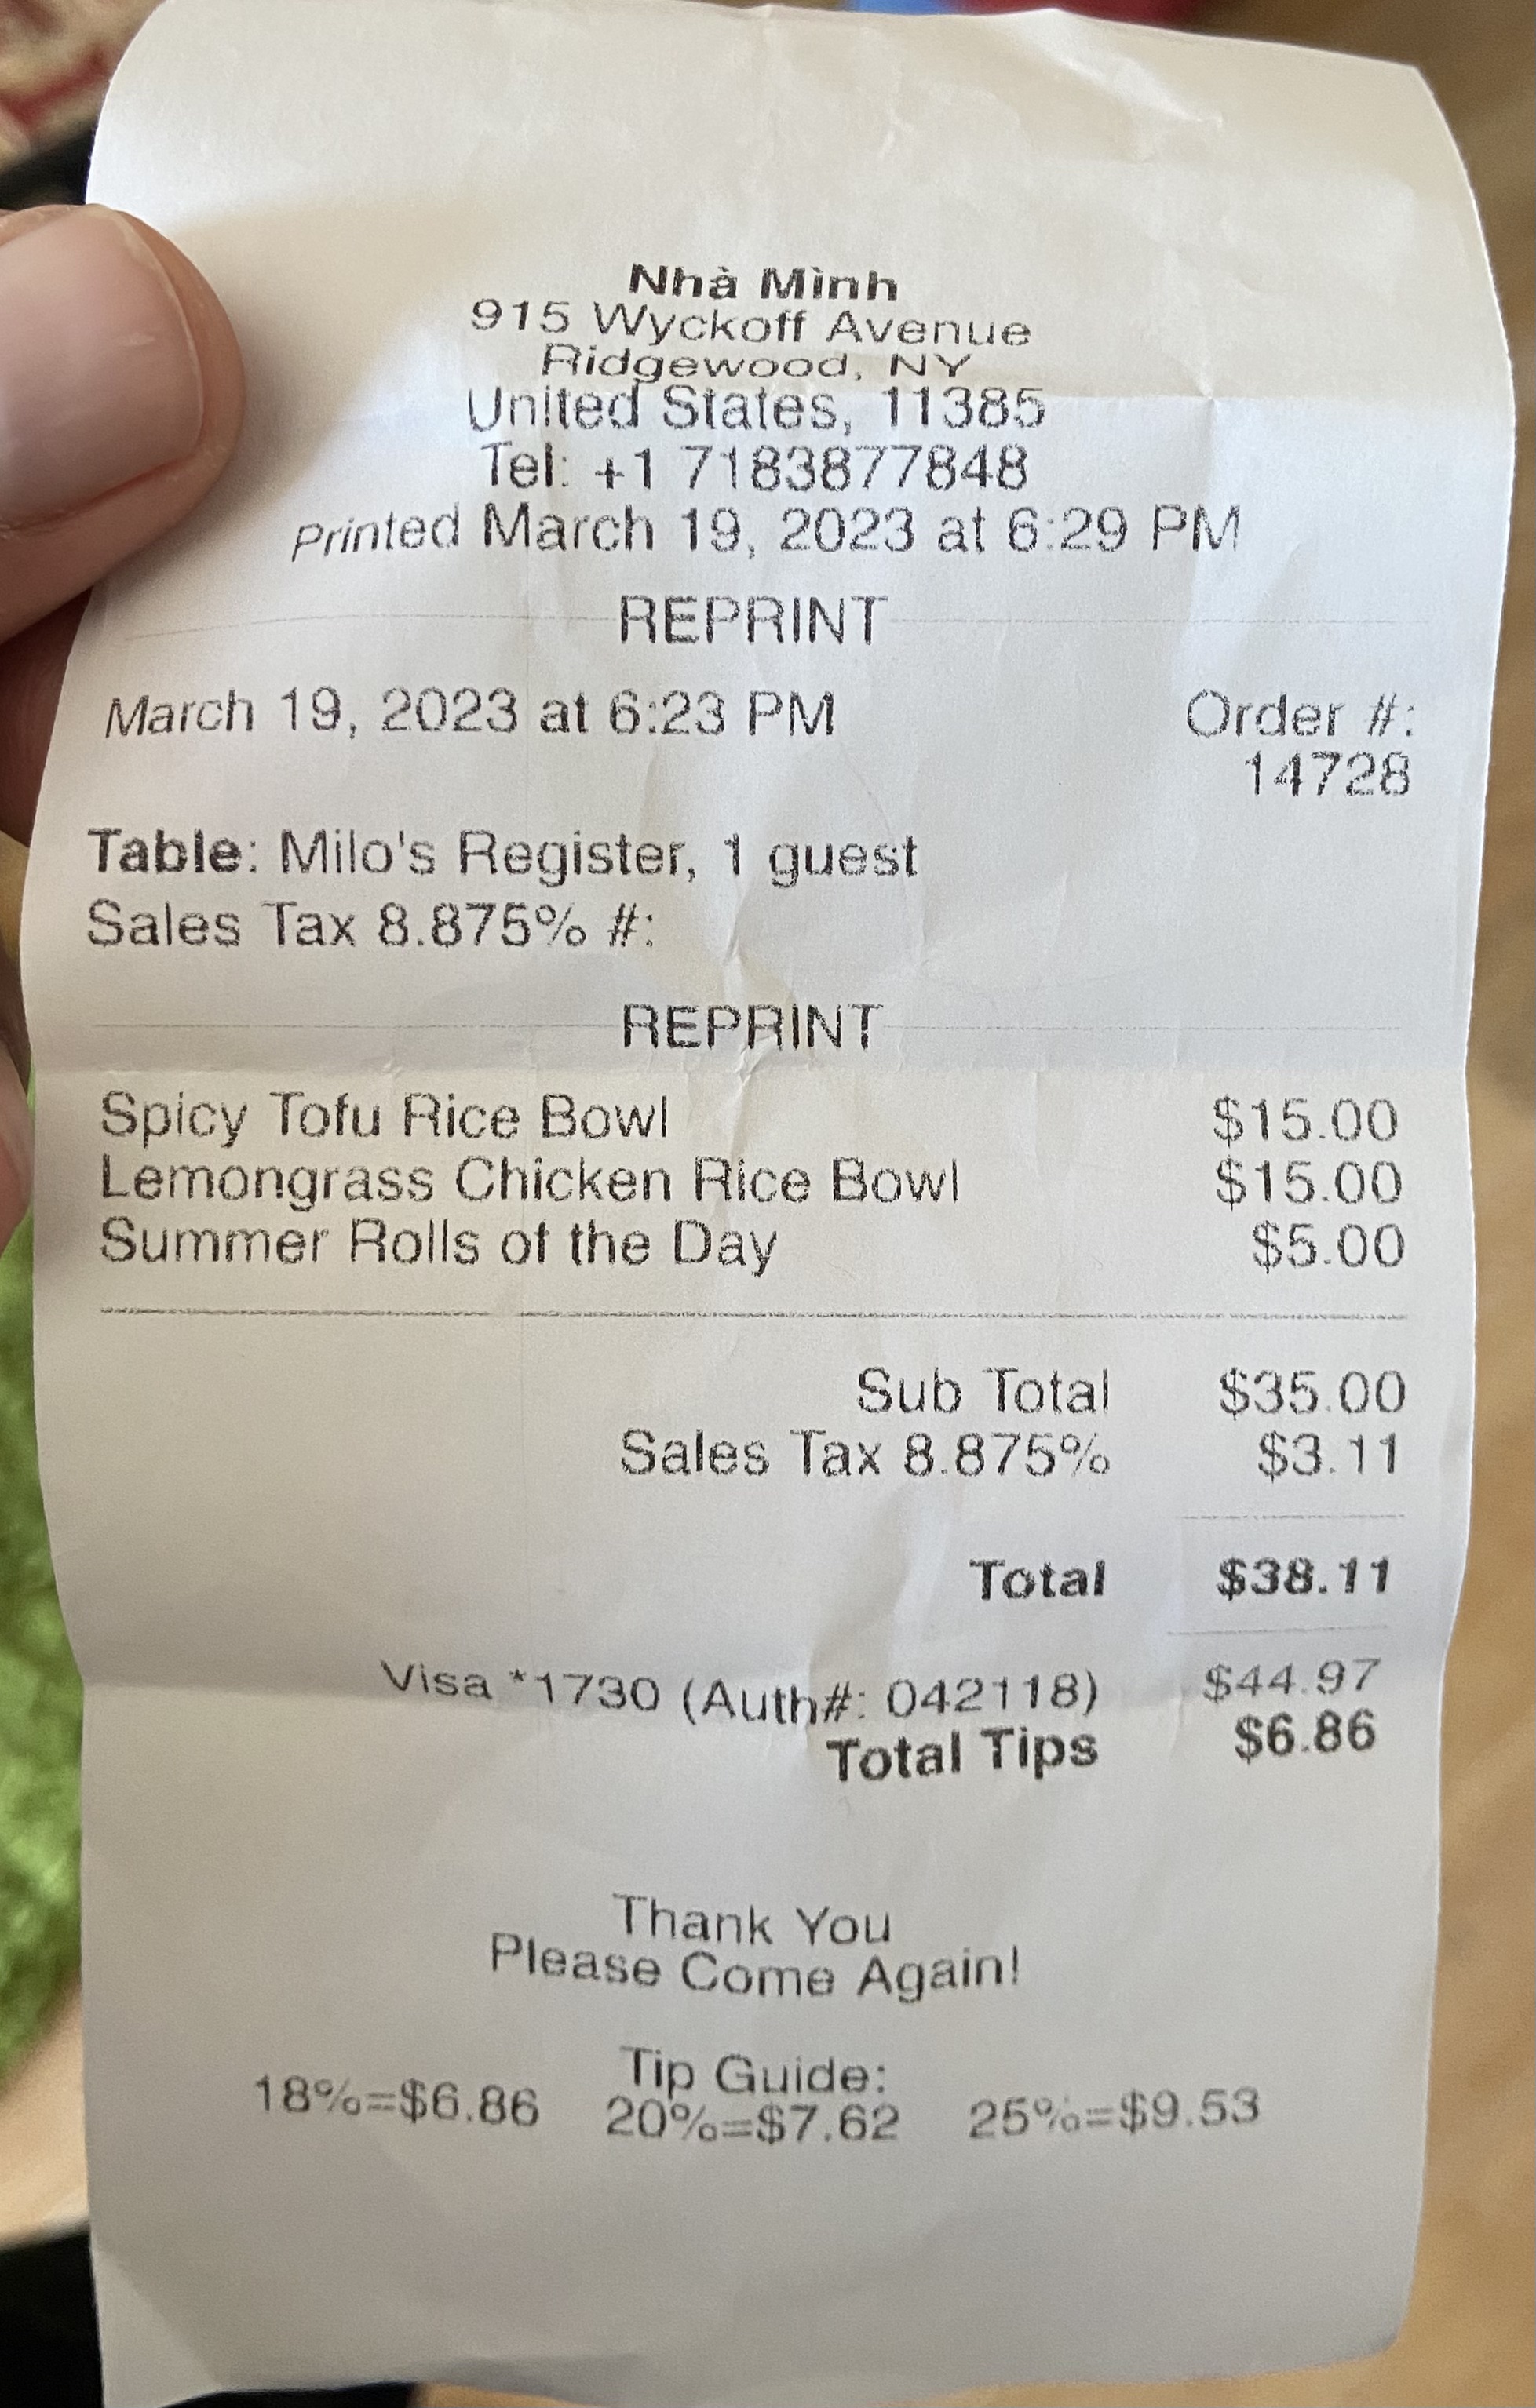 Nhà Mình
915 Wyckoff Avenue
Ridgewood, NY
United States, 11385
Tel: +1 7183877848
Printed March 19, 2023 at 6:29 PM
REPRINT
March 19, 2023 at 6:23 PM Order #:
14728
Table: Milo's Register, 1 guest
Sales Tax 8.875% #:
REPRINT
Spicy Tofu Rice Bowl $15.00
Lemongrass Chicken Rice Bowl $15.00
Summer Rolls of the Day $5.00
Sub Total $35.00
Sales Tax 8.875% $3.11
Total $38.11
Visa *1730 (Auth#: 042118) $44.97
Total Tips $6.86
Thank You
Please Come Again!
Tip Guide:
18%=$6.86 20%=$7.62 25%=$9.53